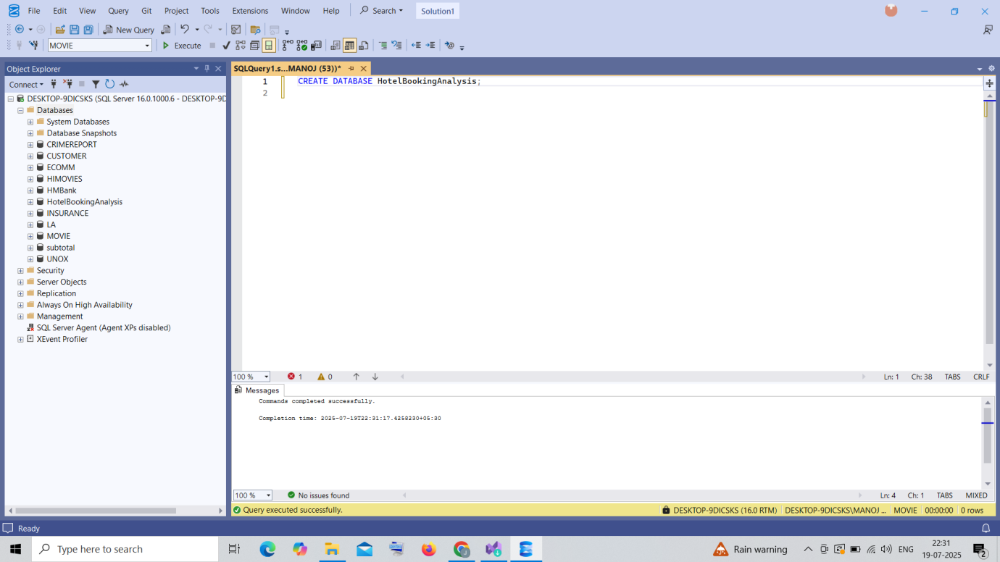 File Edit View Query Git Project Tools Extensions Window Help Search Solution1
New Query
MOVIE Execute
Object Explorer
Connect
DESKTOP-9DICSKS (SQL Server 16.0.1000.6 - DESKTOP-9D
Databases
System Databases
Database Snapshots
CRIMEREPORT
CUSTOMER
ECOMM
HIMOVIES
HMBank
HotelBookingAnalysis
INSURANCE
LA
MOVIE
subtotal
UNOX
Security
Server Objects
Replication
Always On High Availability
Management
SQL Server Agent (Agent XPs disabled)
XEvent Profiler
SQLQuery1.s...MANOJ (53))*
1 CREATE DATABASE HotelBookingAnalysis;
2
100 % 1 0 Ln: 1 Ch: 38 TABS CRLF
Messages
Commands completed successfully.
Completion time: 2025-07-19T22:31:17.4258230+05:30
100 % No issues found Ln: 4 Ch: 1 TABS MIXED
Query executed successfully. DESKTOP-9DICSKS (16.0 RTM) DESKTOP-9DICSKS\MANOJ ... MOVIE 00:00:00 0 rows
Ready
Type here to search Rain warning ENG 22:31
19-07-2025 2